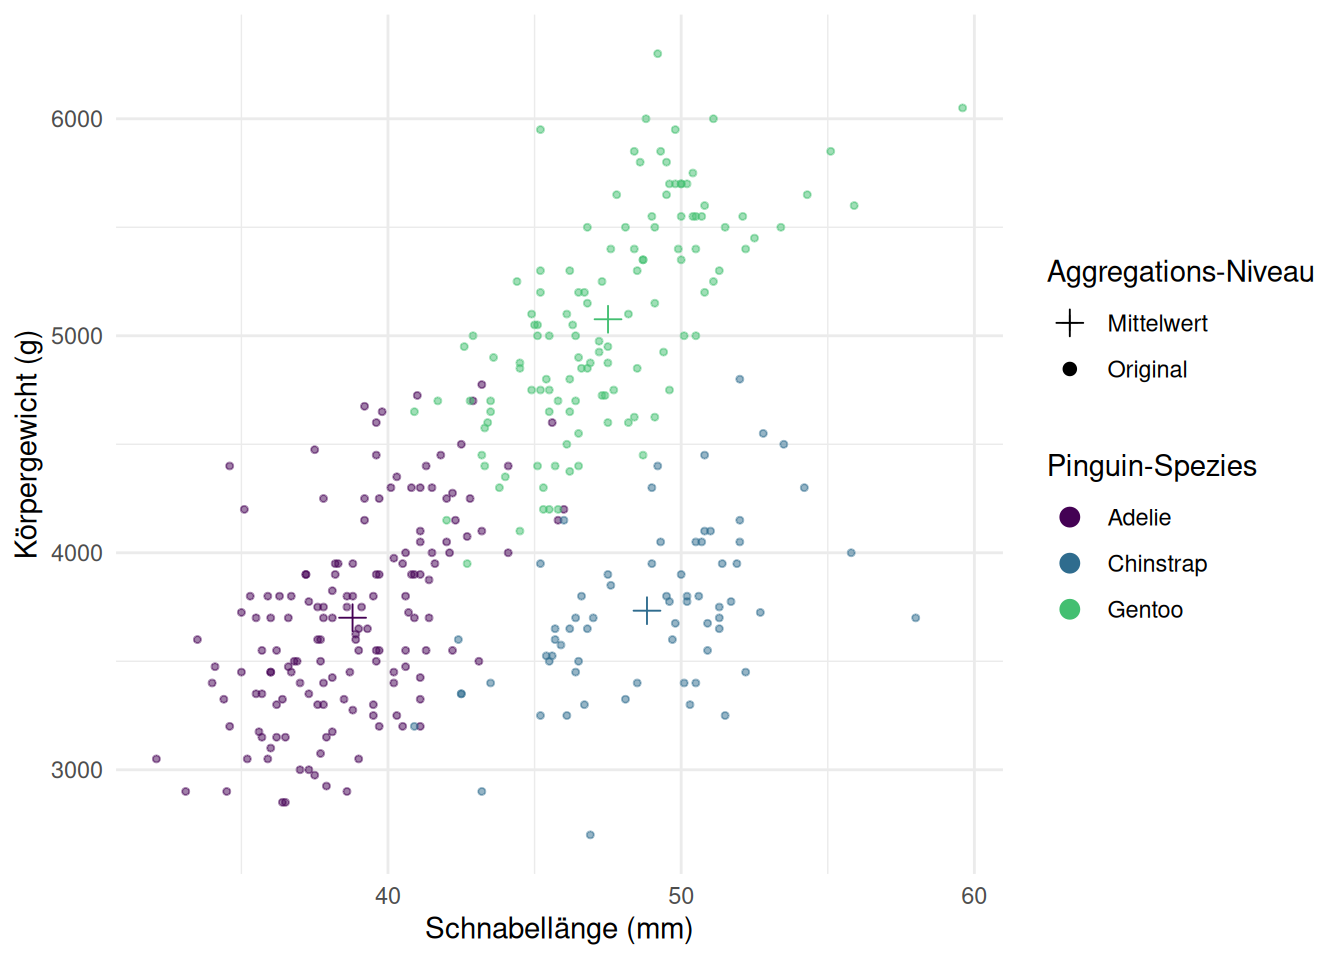 6000
5000
4000
3000
Körpergewicht (g)
40 50 60
Schnabellänge (mm)
Aggregations-Niveau
Mittelwert
Original
Pinguin-Spezies
Adelie
Chinstrap
Gentoo